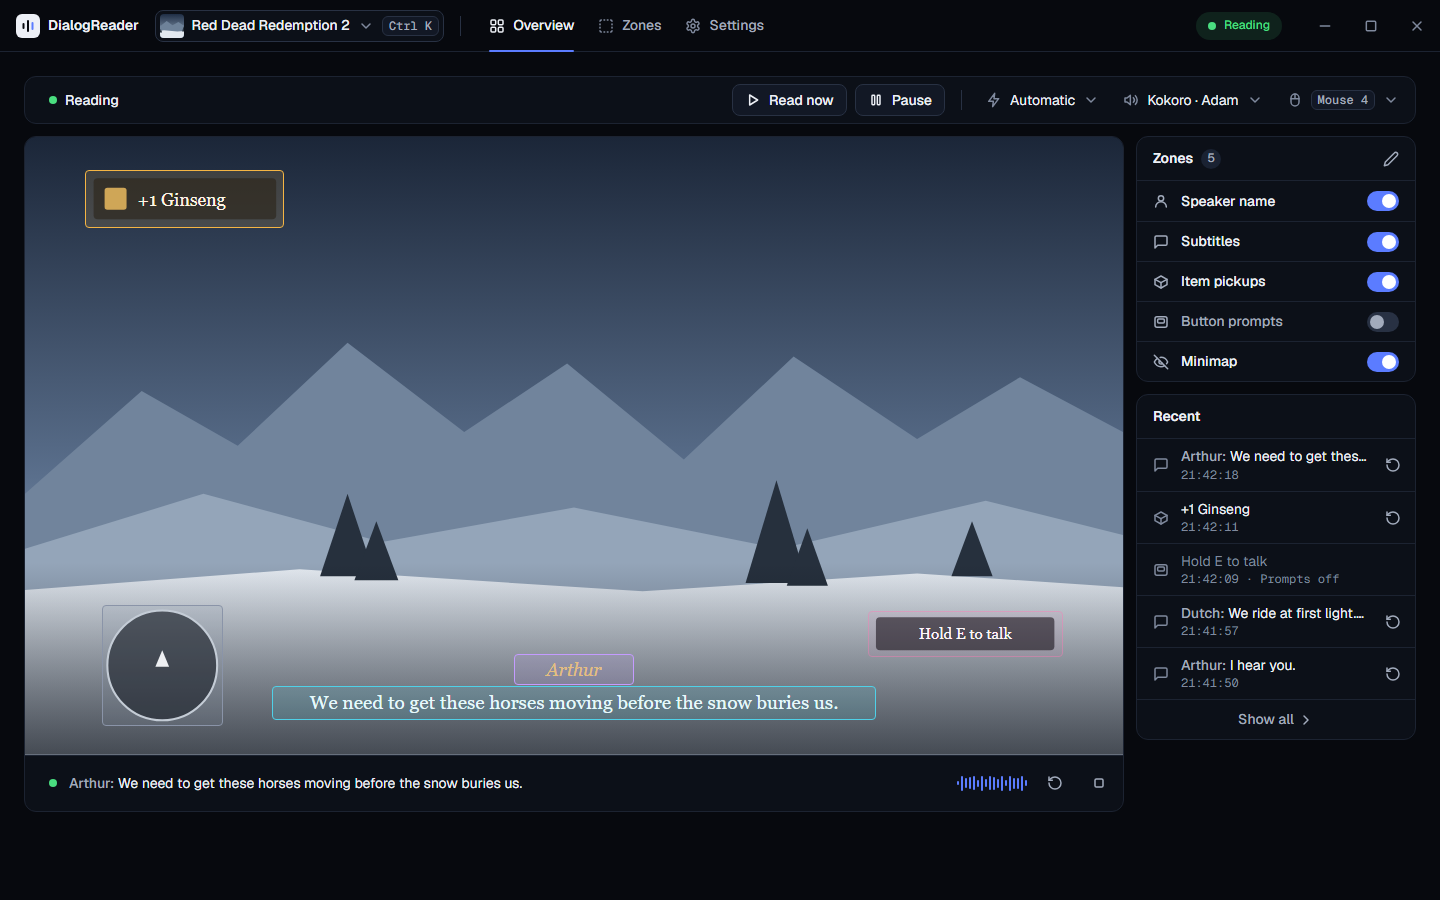 DialogReader
Red Dead Redemption 2
Ctrl K
Overview
Zones
Settings
Reading
Reading
Read now
Pause
Automatic
Kokoro · Adam
Mouse 4
+1 Ginseng
Hold E to talk
Arthur
We need to get these horses moving before the snow buries us.
Arthur: We need to get these horses moving before the snow buries us.
Zones 5
Speaker name
Subtitles
Item pickups
Button prompts
Minimap
Recent
Arthur: We need to get thes…
21:42:18
+1 Ginseng
21:42:11
Hold E to talk
21:42:09 · Prompts off
Dutch: We ride at first light.…
21:41:57
Arthur: I hear you.
21:41:50
Show all